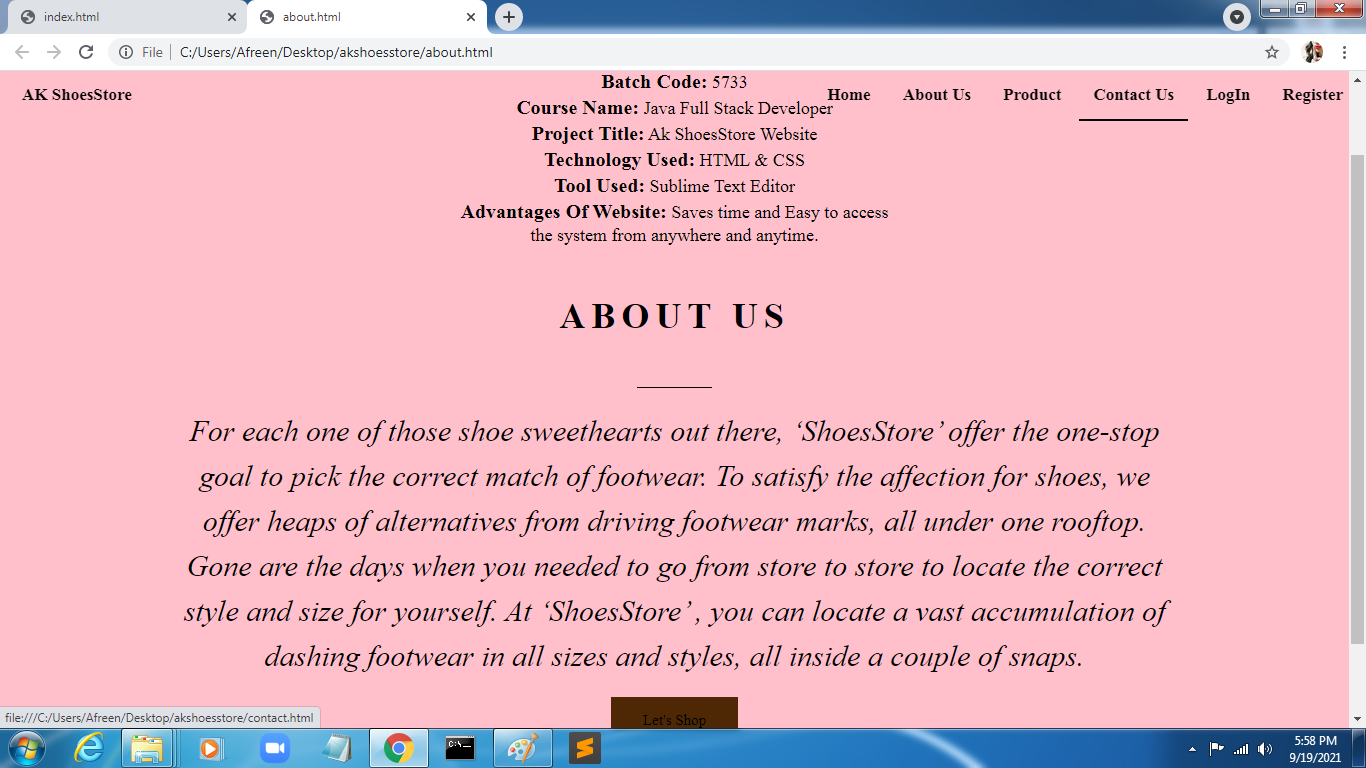 index.html
about.html
File
C:/Users/Afreen/Desktop/akshoesstore/about.html
AK ShoesStore
Home About Us Product Contact Us LogIn Register
Batch Code: 5733
Course Name: Java Full Stack Developer
Project Title: Ak ShoesStore Website
Technology Used: HTML & CSS
Tool Used: Sublime Text Editor
Advantages Of Website: Saves time and Easy to access
the system from anywhere and anytime.
ABOUT US
For each one of those shoe sweethearts out there, ‘ShoesStore’ offer the one-stop
goal to pick the correct match of footwear. To satisfy the affection for shoes, we
offer heaps of alternatives from driving footwear marks, all under one rooftop.
Gone are the days when you needed to go from store to store to locate the correct
style and size for yourself. At ‘ShoesStore’ , you can locate a vast accumulation of
dashing footwear in all sizes and styles, all inside a couple of snaps.
Let's Shop
file:///C:/Users/Afreen/Desktop/akshoesstore/contact.html
C:\_
5:58 PM
9/19/2021